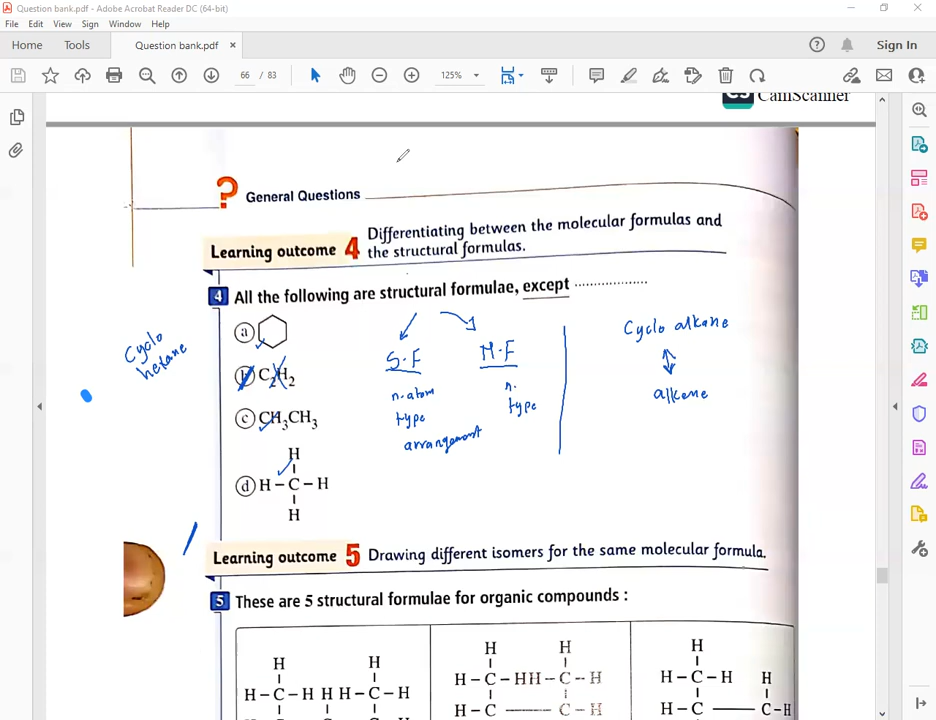 Question bank.pdf - Adobe Acrobat Reader DC (64-bit)
File Edit View Sign Window Help
Home Tools Question bank.pdf × Sign In
66 / 83 125%
CamScanner
? General Questions
Learning outcome 4 Differentiating between the molecular formulas and
the structural formulas.
4 All the following are structural formulae, except ....................
a
b C2H2
c CH3CH3
H
d H - C - H
H
Cyclo
hexane
S.F M.F
n.atom n.
type type
arrangement
Cyclo alkane
alkene
Learning outcome 5 Drawing different isomers for the same molecular formula.
5 These are 5 structural formulae for organic compounds :
H H H H H
H - C - H H H - C - H H - C - H H - C - H H - C - H H
H - C C - H H - C C - H